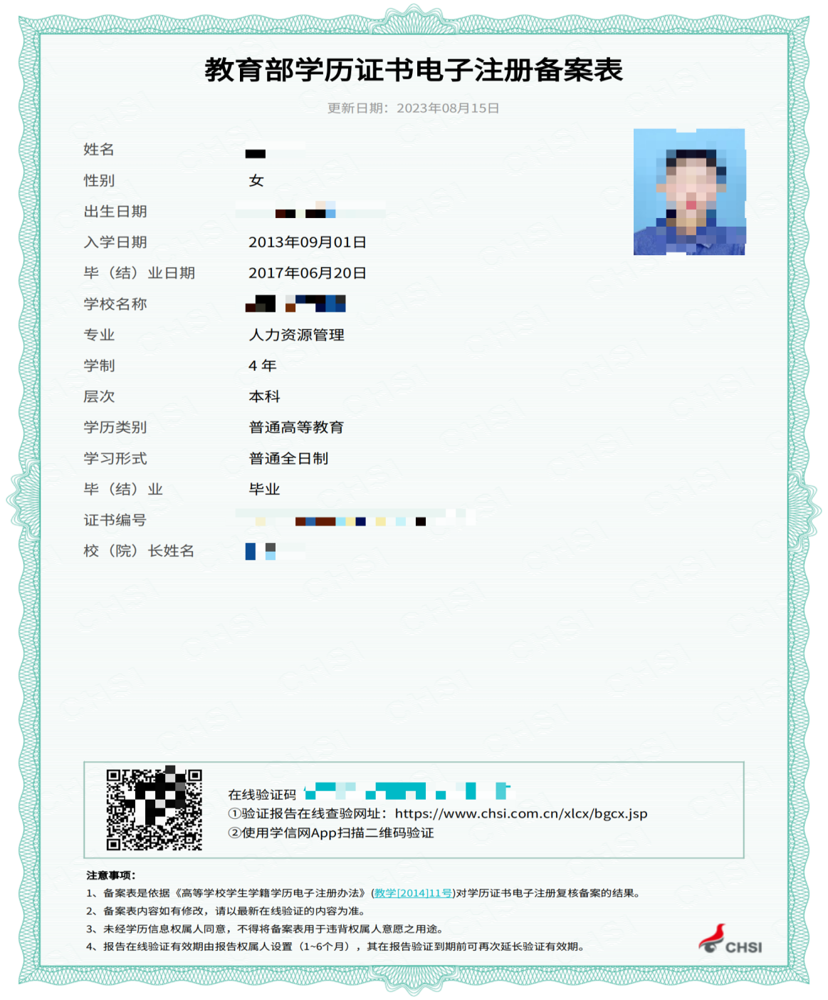 教育部学历证书电子注册备案表
更新日期：2023年08月15日
姓名
性别 女
出生日期
入学日期 2013年09月01日
毕（结）业日期 2017年06月20日
学校名称
专业 人力资源管理
学制 4 年
层次 本科
学历类别 普通高等教育
学习形式 普通全日制
毕（结）业 毕业
证书编号
校（院）长姓名
在线验证码
①验证报告在线查验网址：https://www.chsi.com.cn/xlcx/bgcx.jsp
②使用学信网App扫描二维码验证
注意事项：
1、备案表是依据《高等学校学生学籍学历电子注册办法》(教学[2014]11号)对学历证书电子注册复核备案的结果。
2、备案表内容如有修改，请以最新在线验证的内容为准。
3、未经学历信息权属人同意，不得将备案表用于违背权属人意愿之用途。
4、报告在线验证有效期由报告权属人设置（1~6个月），其在报告验证到期前可再次延长验证有效期。
CHSI